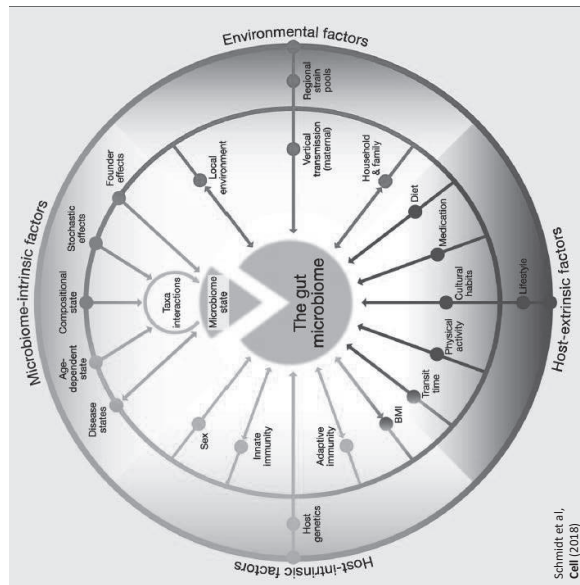 Environmental factors
Regional
strain
pools
Vertical
transmission
(maternal)
Household
& family
Local
environment
Microbiome-intrinsic factors
Founder
effects
Stochastic
effects
Compositional
state
Age-
dependent
state
Disease
states
Taxa
interactions
Microbiome
state
The gut
microbiome
Host-extrinsic factors
Diet
Medication
Cultural
habits
Lifestyle
Physical
activity
Transit
time
BMI
Host-intrinsic factors
Sex
Innate
immunity
Adaptive
immunity
Host
genetics
Schmidt et al,
Cell (2018)